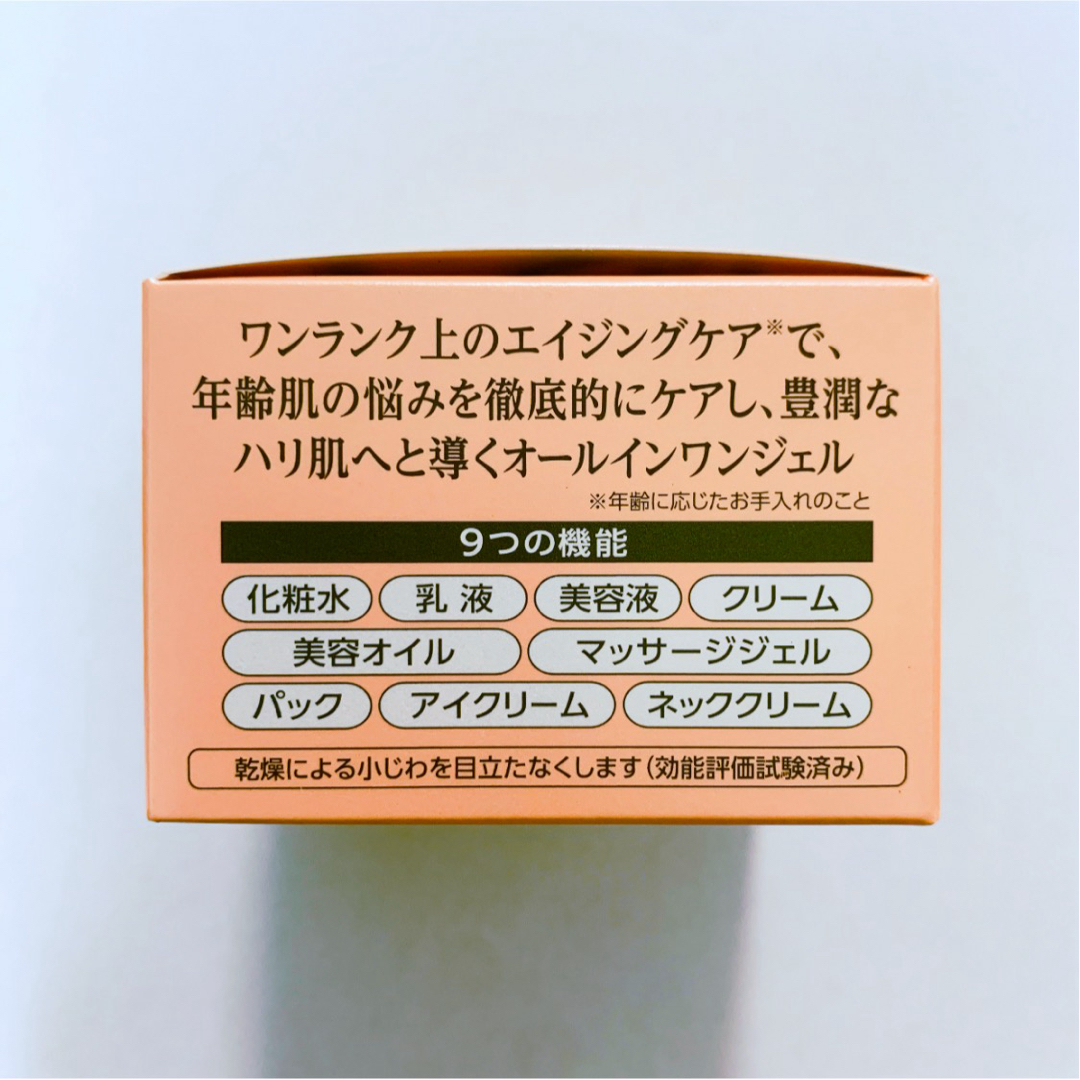 ワンランク上のエイジングケア※で、
年齢肌の悩みを徹底的にケアし、豊潤な
ハリ肌へと導くオールインワンジェル
※年齢に応じたお手入れのこと
9つの機能
化粧水 乳 液 美容液 クリーム
美容オイル マッサージジェル
パック アイクリーム ネッククリーム
乾燥による小じわを目立たなくします(効能評価試験済み)